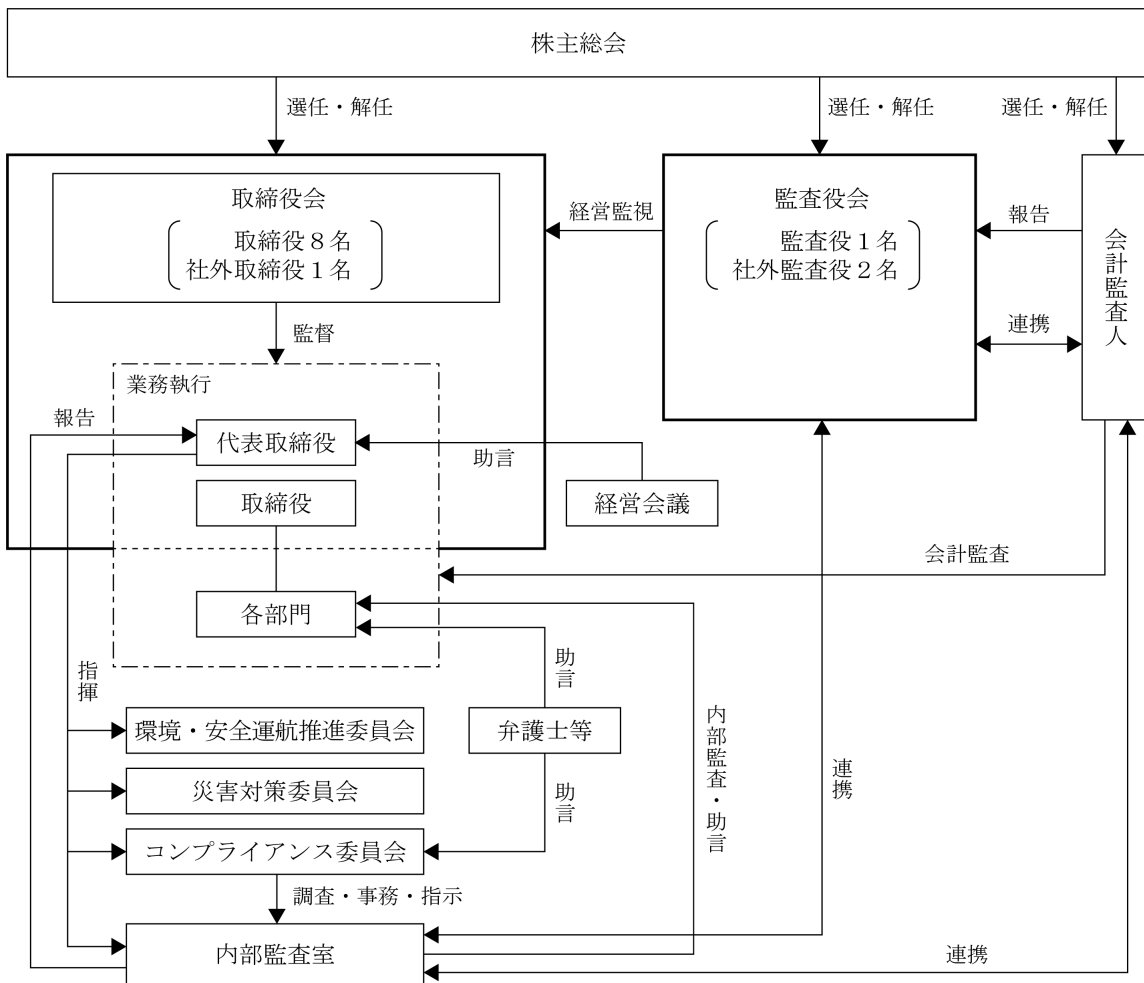 株主総会
選任・解任
選任・解任
選任・解任
取締役会
取締役8名
社外取締役1名
経営監視
監査役会
監査役1名
社外監査役2名
報告
会計監査人
連携
監督
業務執行
報告
代表取締役
助言
取締役
経営会議
会計監査
各部門
指揮
助言
環境・安全運航推進委員会
弁護士等
内部監査・助言
連携
災害対策委員会
助言
コンプライアンス委員会
調査・事務・指示
内部監査室
連携